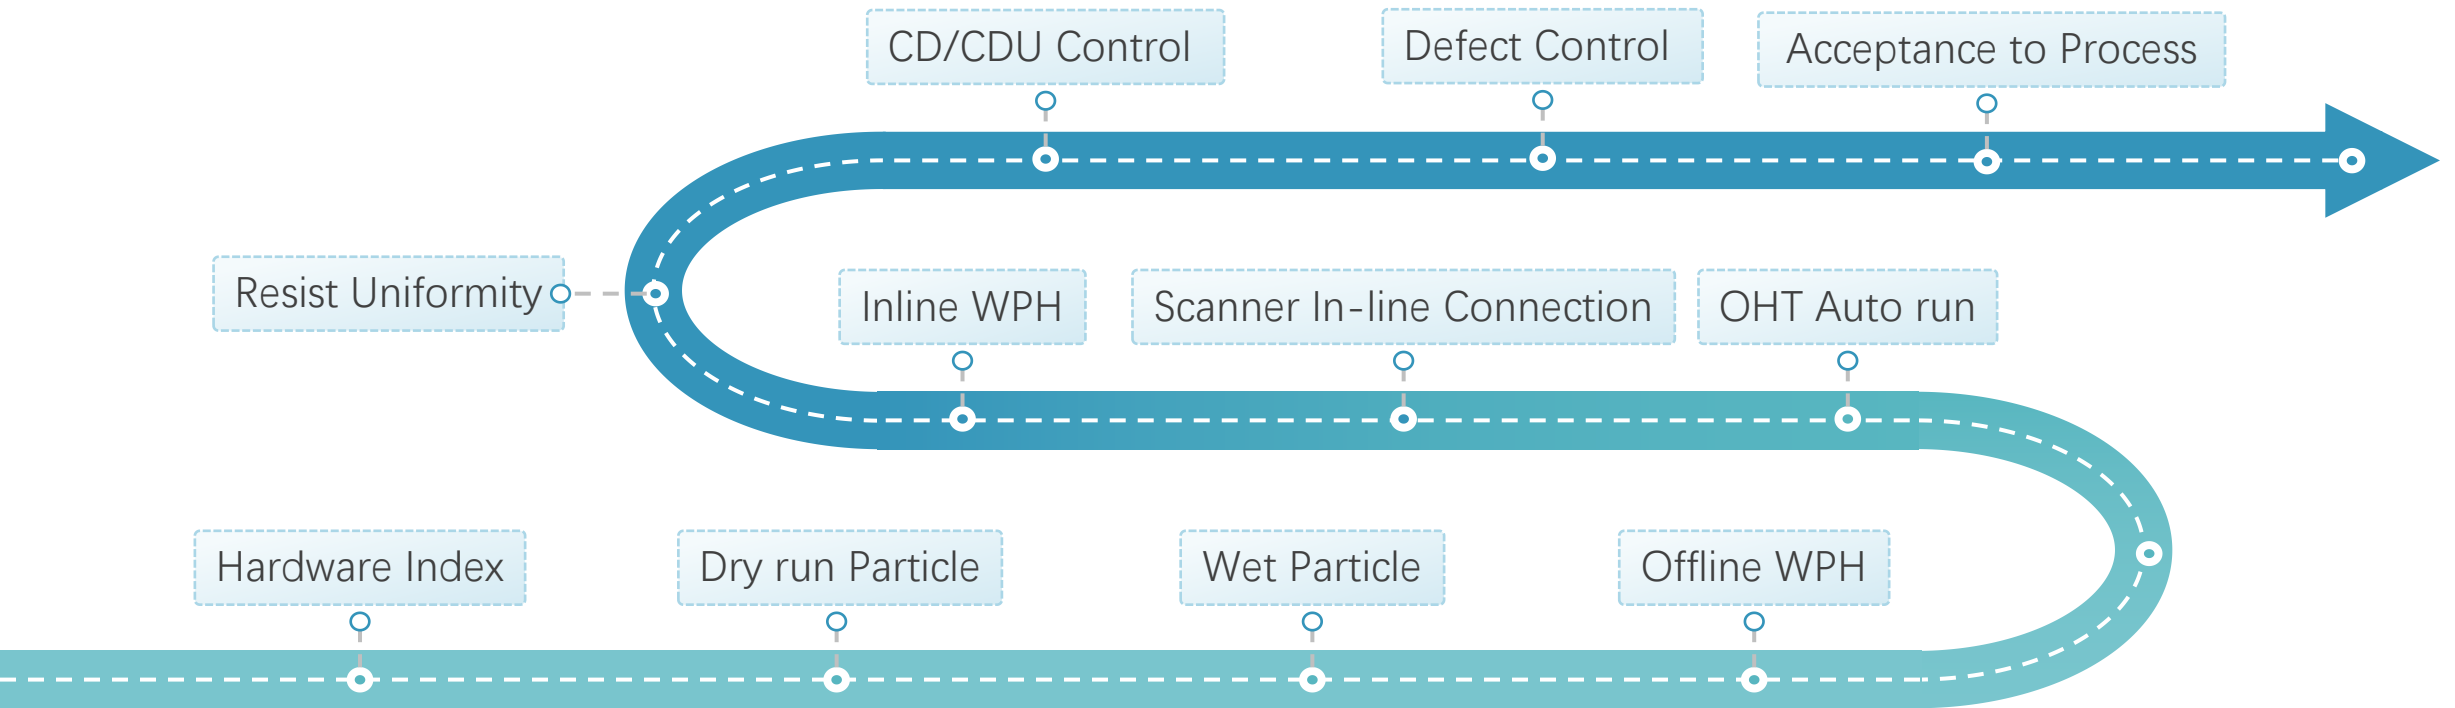 CD/CDU Control
Defect Control
Acceptance to Process
Resist Uniformity
Inline WPH
Scanner In-line Connection
OHT Auto run
Hardware Index
Dry run Particle
Wet Particle
Offline WPH